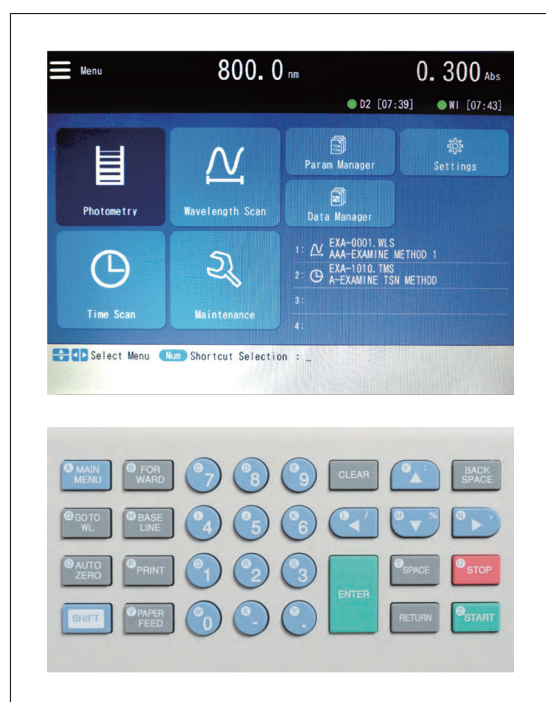 Menu 800.0 nm 0.300 Abs
D2 [07:39] WI [07:43]
Photometry
Wavelength Scan
Param Manager
Settings
Data Manager
Time Scan
Maintenance
1: EXA-0001.WLS
AAA-EXAMINE METHOD 1
2: EXA-1010.TMS
A-EXAMINE TSN METHOD
3:
4:
Select Menu Num Shortcut Selection : _
A MAIN MENU
B FOR WARD
7
8
9
CLEAR
BACK SPACE
GO TO WL
H BASE LINE
4
5
6
L /
%
N
AUTO ZERO
P PRINT
1
2
3
ENTER
T SPACE
U STOP
SHIFT
V PAPER FEED
W 0
X -
Y .
RETURN
Z START